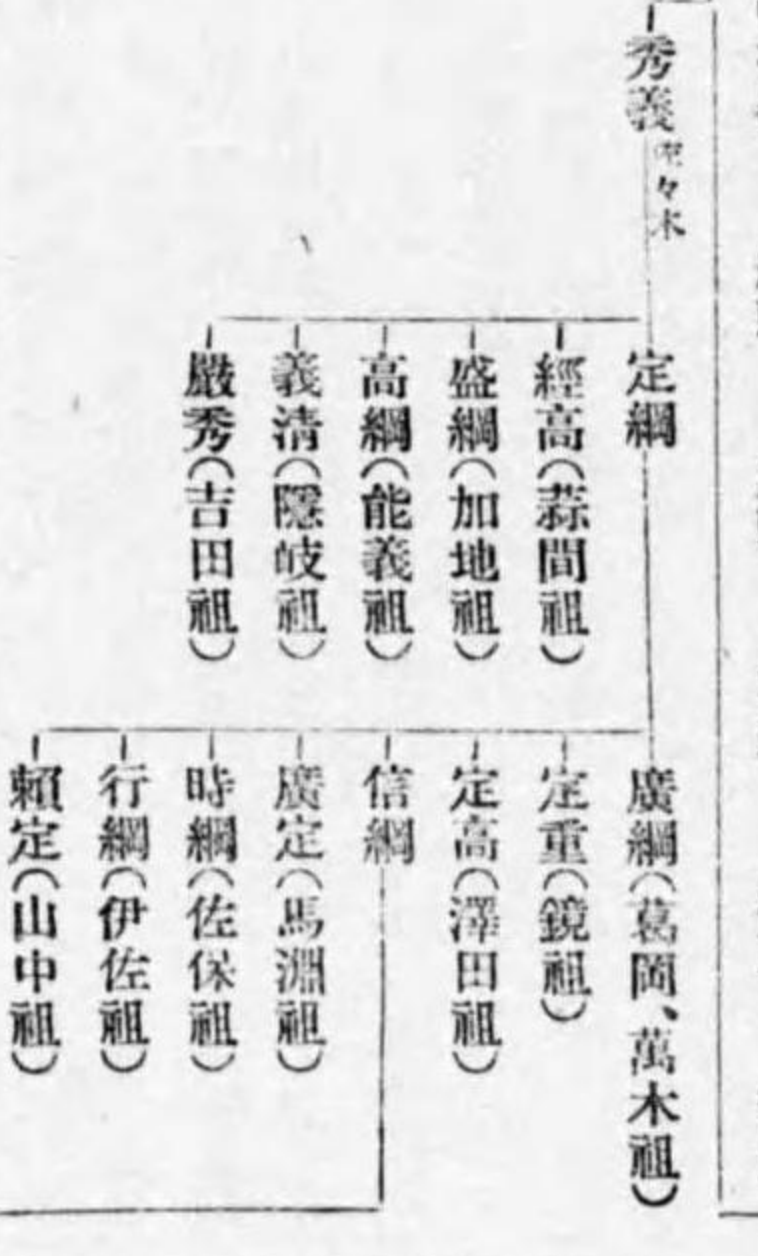 秀義 佐々木
定綱
經高(蒜間祖)
盛綱(加地祖)
高綱(能義祖)
義清(隱岐祖)
嚴秀(吉田祖)
廣綱(葛岡、萬木祖)
定重(鏡祖)
定高(澤田祖)
信綱
廣定(馬淵祖)
時綱(佐保祖)
行綱(伊佐祖)
賴定(山中祖)